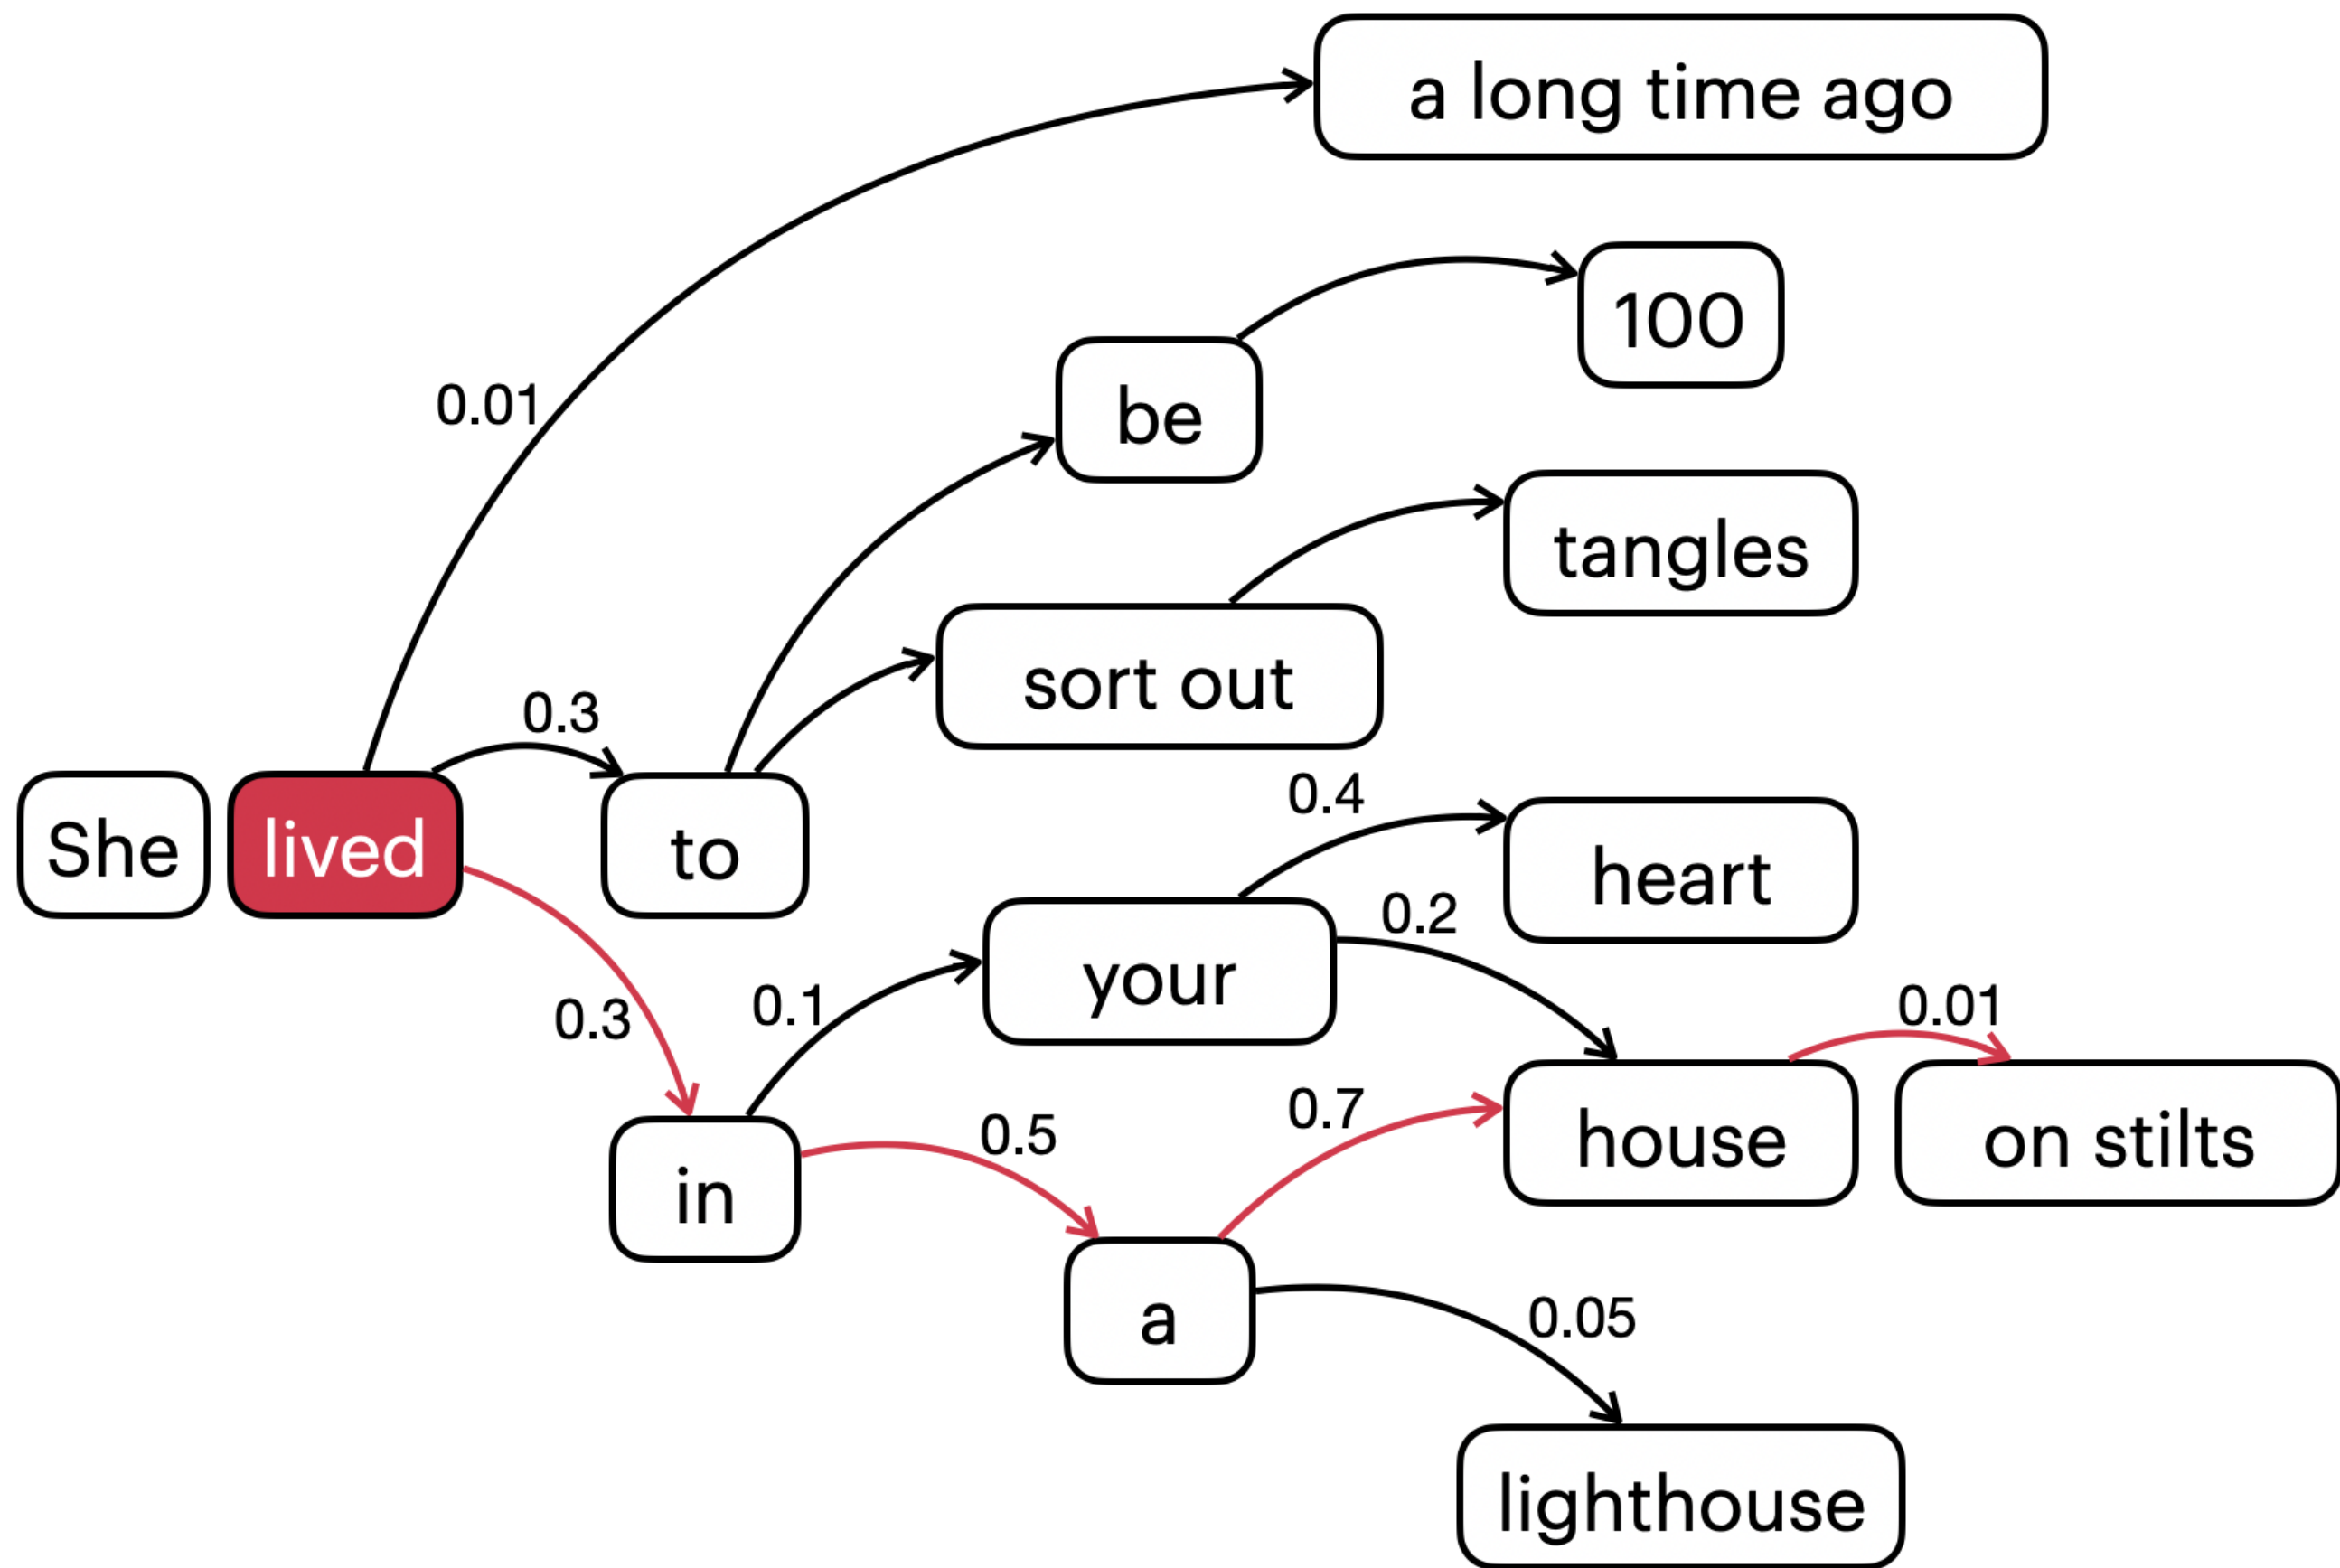 a long time ago
100
0.01
be
tangles
sort out
0.3
0.4
She lived to
heart
0.2
your
0.1
0.01
0.3
0.7
0.5
house on stilts
in
a
0.05
lighthouse